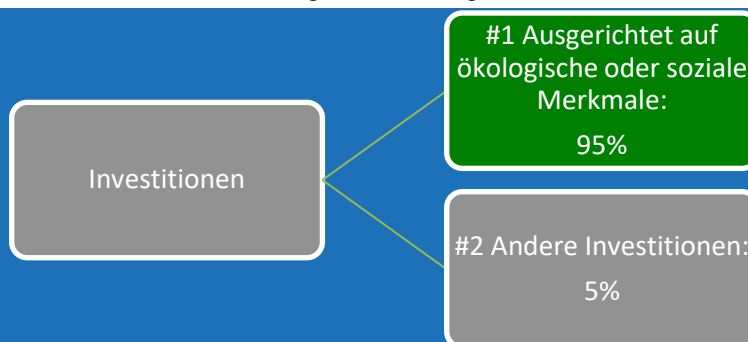 #1 Ausgerichtet auf
ökologische oder soziale
Merkmale:
95%
Investitionen
#2 Andere Investitionen:
5%